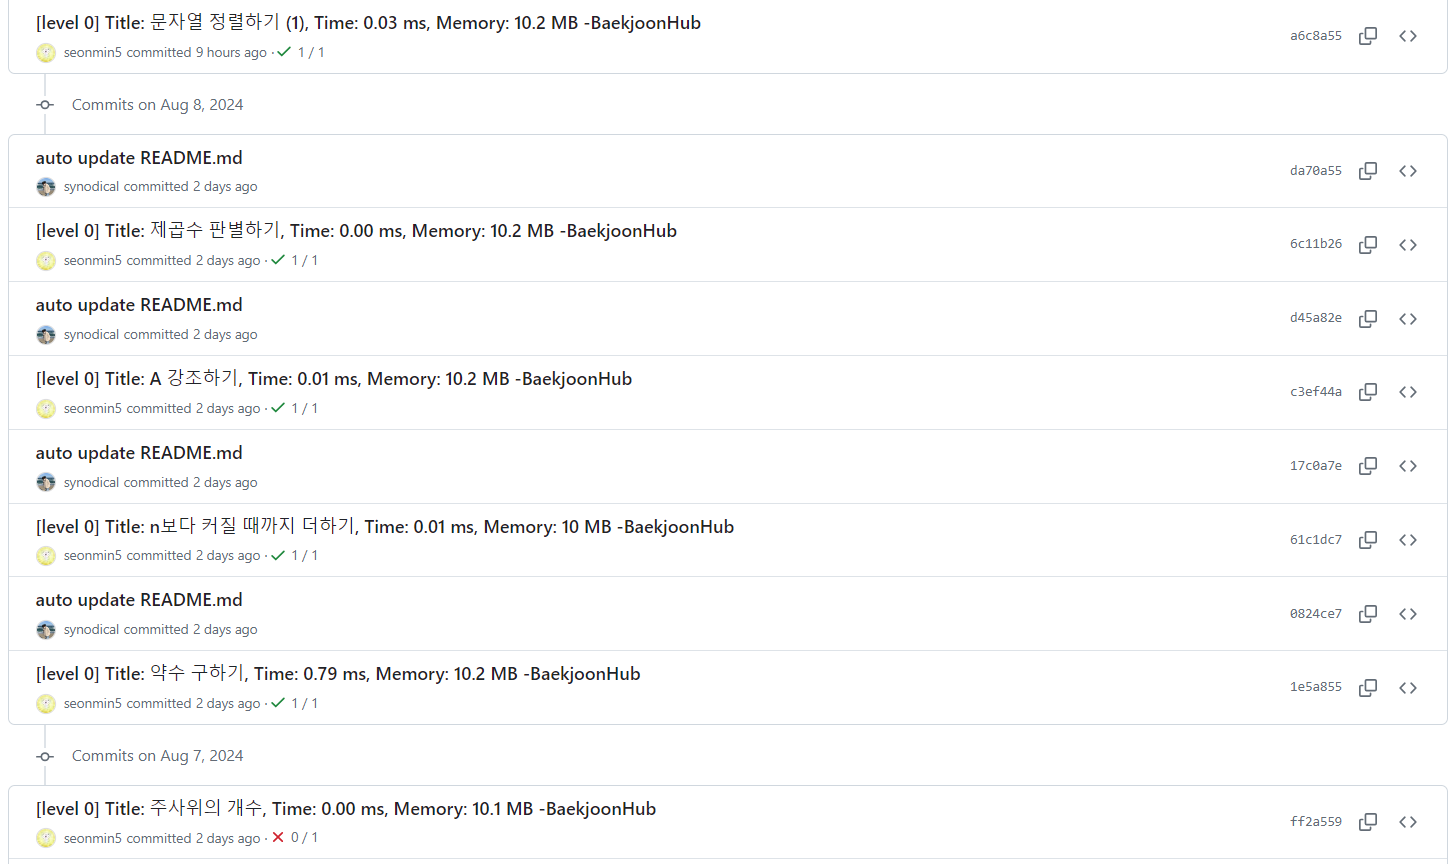 [level 0] Title: 문자열 정렬하기 (1), Time: 0.03 ms, Memory: 10.2 MB -BaekjoonHub
seonmin5 committed 9 hours ago · 1 / 1
a6c8a55
Commits on Aug 8, 2024
auto update README.md
synodical committed 2 days ago
da70a55
[level 0] Title: 제곱수 판별하기, Time: 0.00 ms, Memory: 10.2 MB -BaekjoonHub
seonmin5 committed 2 days ago · 1 / 1
6c11b26
auto update README.md
synodical committed 2 days ago
d45a82e
[level 0] Title: A 강조하기, Time: 0.01 ms, Memory: 10.2 MB -BaekjoonHub
seonmin5 committed 2 days ago · 1 / 1
c3ef44a
auto update README.md
synodical committed 2 days ago
17c0a7e
[level 0] Title: n보다 커질 때까지 더하기, Time: 0.01 ms, Memory: 10 MB -BaekjoonHub
seonmin5 committed 2 days ago · 1 / 1
61c1dc7
auto update README.md
synodical committed 2 days ago
0824ce7
[level 0] Title: 약수 구하기, Time: 0.79 ms, Memory: 10.2 MB -BaekjoonHub
seonmin5 committed 2 days ago · 1 / 1
1e5a855
Commits on Aug 7, 2024
[level 0] Title: 주사위의 개수, Time: 0.00 ms, Memory: 10.1 MB -BaekjoonHub
seonmin5 committed 2 days ago · 0 / 1
ff2a559